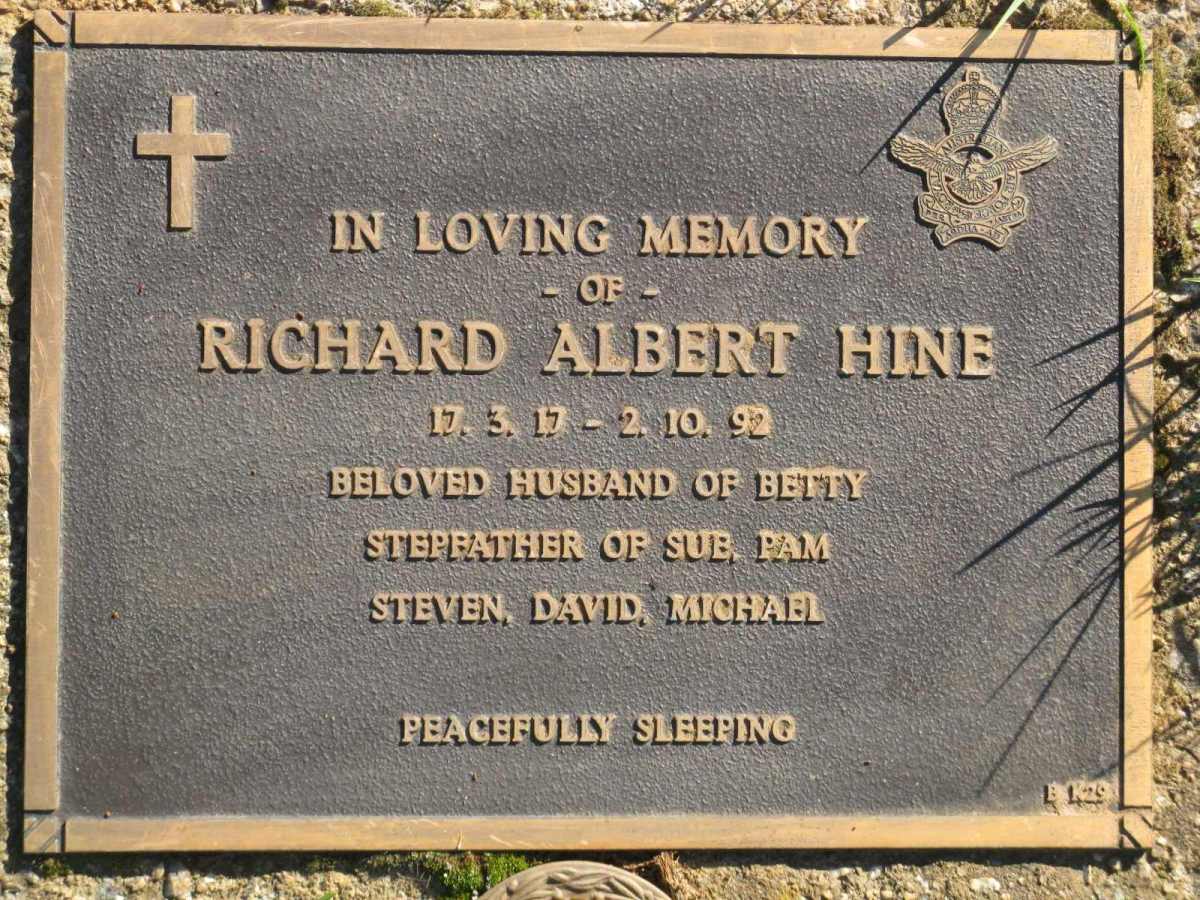 IN LOVING MEMORY
- OF -
RICHARD ALBERT HINE
17. 3. 17 - 2. 10. 92
BELOVED HUSBAND OF BETTY
STEPFATHER OF SUE, PAM
STEVEN, DAVID, MICHAEL
PEACEFULLY SLEEPING
B K29